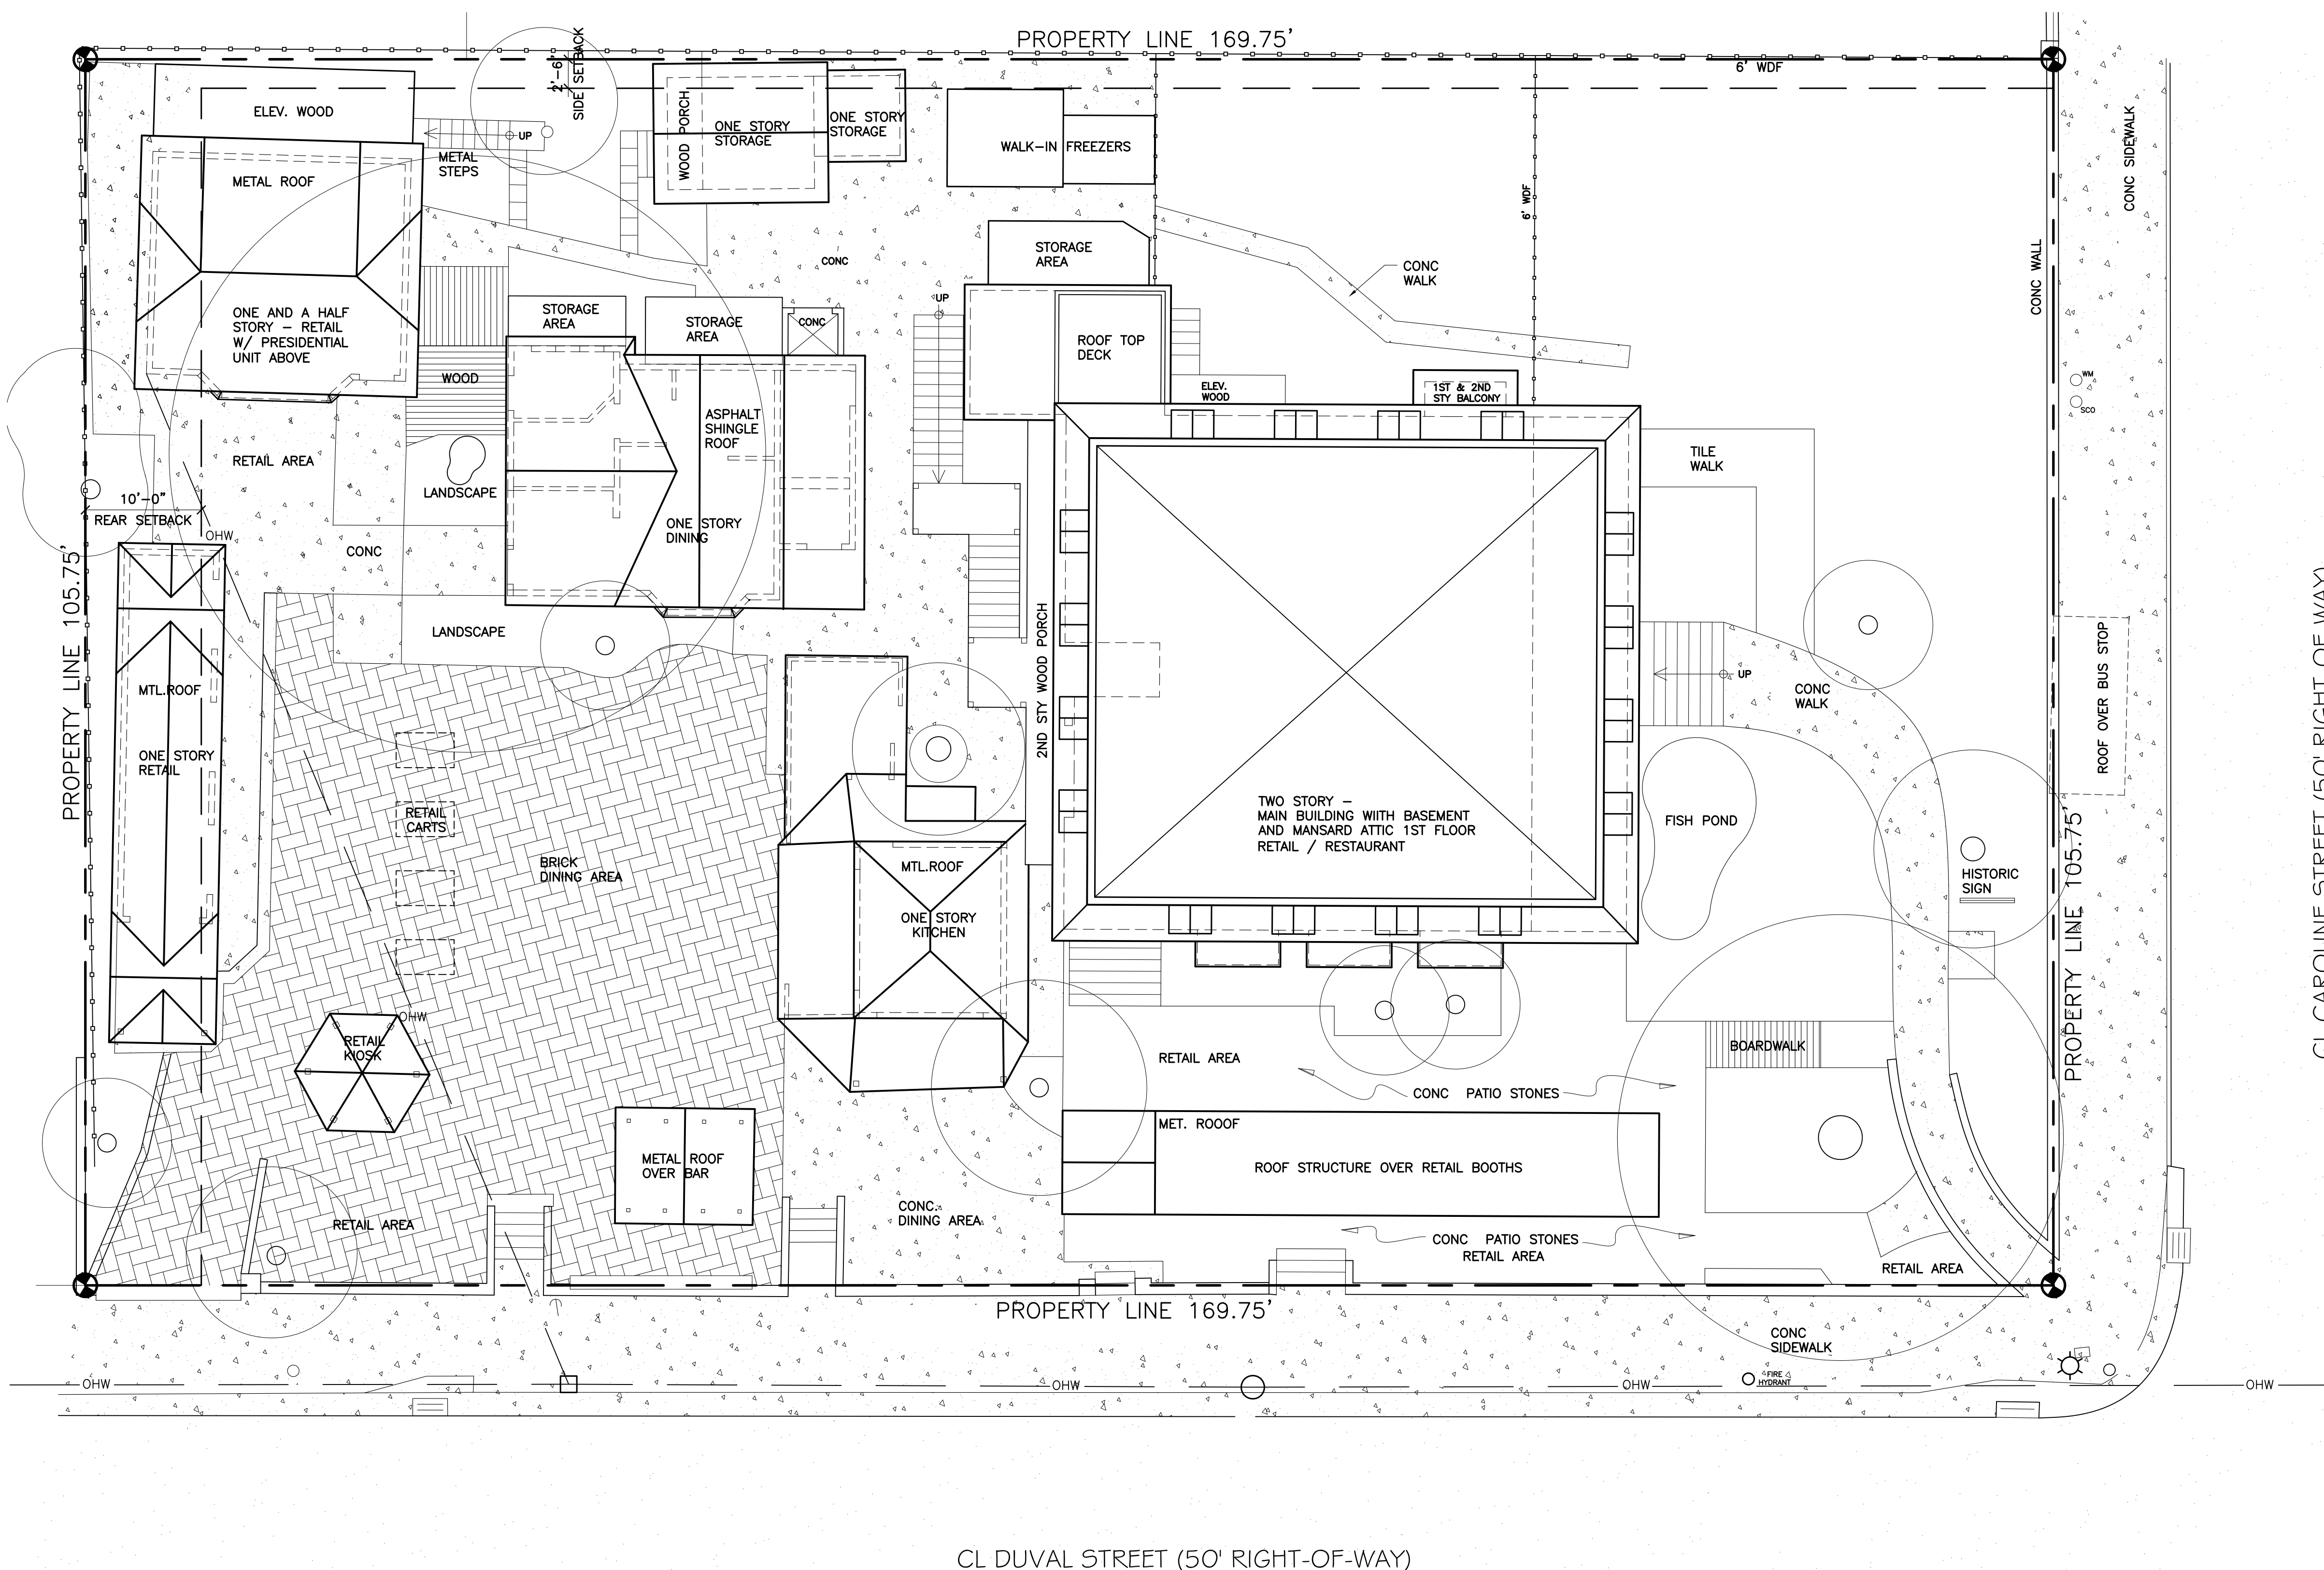 PROPERTY LINE 169.75'
2'-6"
SIDE SETBACK
6' WDF
ELEV. WOOD
UP
METAL
STEPS
METAL ROOF
WOOD PORCH
ONE STORY
STORAGE
ONE STORY
STORAGE
WALK-IN FREEZERS
6' WDF
CONC SIDEWALK
CONC WALL
STORAGE
AREA
CONC
CONC
WALK
ONE AND A HALF
STORY - RETAIL
W/ PRESIDENTIAL
UNIT ABOVE
STORAGE
AREA
STORAGE
AREA
CONC
UP
ROOF TOP
DECK
WOOD
ELEV.
WOOD
1ST & 2ND
STY BALCONY
WM
SCO
ASPHALT
SHINGLE
ROOF
RETAIL AREA
LANDSCAPE
TILE
WALK
10'-0"
REAR SETBACK
OHW
CONC
ONE STORY
DINING
PROPERTY LINE 105.75'
LANDSCAPE
2ND STY WOOD PORCH
UP
CONC
WALK
ROOF OVER BUS STOP
CL CAROLINE STREET (50' RIGHT OF WAY)
MTL.ROOF
ONE STORY
RETAIL
RETAIL
CARTS
BRICK
DINING AREA
MTL.ROOF
ONE STORY
KITCHEN
TWO STORY -
MAIN BUILDING WIITH BASEMENT
AND MANSARD ATTIC 1ST FLOOR
RETAIL / RESTAURANT
FISH POND
HISTORIC
SIGN
PROPERTY LINE 105.75'
OHW
RETAIL
KIOSK
RETAIL AREA
BOARDWALK
CONC PATIO STONES
METAL ROOF
OVER BAR
MET. ROOOF
ROOF STRUCTURE OVER RETAIL BOOTHS
RETAIL AREA
CONC.
DINING AREA
CONC PATIO STONES
RETAIL AREA
RETAIL AREA
PROPERTY LINE 169.75'
CONC
SIDEWALK
FIRE
HYDRANT
OHW
OHW
OHW
OHW
CL DUVAL STREET (50' RIGHT-OF-WAY)